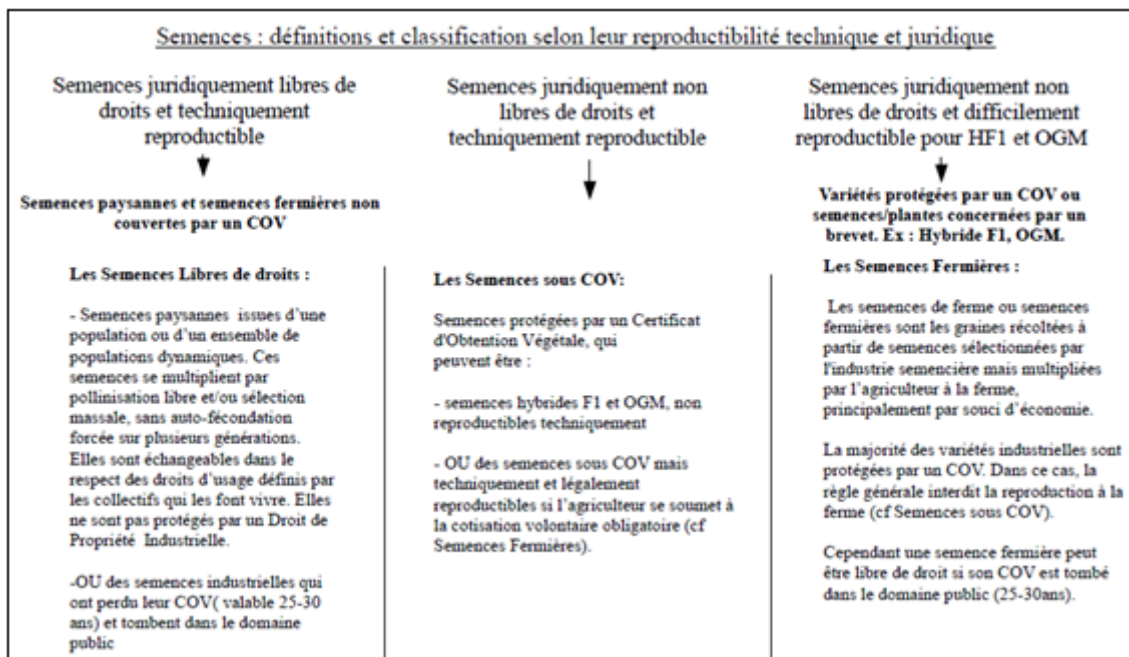 Semences : définitions et classification selon leur reproductibilité technique et juridique
Semences juridiquement libres de
droits et techniquement
reproductible
Semences paysannes et semences fermières non
couvertes par un COV
Les Semences Libres de droits :
- Semences paysannes issues d'une
population ou d'un ensemble de
populations dynamiques. Ces
semences se multiplient par
pollinisation libre et/ou sélection
massale, sans auto-fécondation
forcée sur plusieurs générations.
Elles sont échangeables dans le
respect des droits d'usage définis par
les collectifs qui les font vivre. Elles
ne sont pas protégés par un Droit de
Propriété Industrielle.
-OU des semences industrielles qui
ont perdu leur COV( valable 25-30
ans) et tombent dans le domaine
public
Semences juridiquement non
libres de droits et
techniquement reproductible
Les Semences sous COV:
Semences protégées par un Certificat
d'Obtention Végétale, qui
peuvent être :
- semences hybrides F1 et OGM, non
reproductibles techniquement
- OU des semences sous COV mais
techniquement et légalement
reproductibles si l'agriculteur se soumet à
la cotisation volontaire obligatoire (cf
Semences Fermières).
Semences juridiquement non
libres de droits et difficilement
reproductible pour HF1 et OGM
Variétés protégées par un COV ou
semences/plantes concernées par un
brevet. Ex : Hybride F1, OGM.
Les Semences Fermières :
Les semences de ferme ou semences
fermières sont les graines récoltées à
partir de semences sélectionnées par
l'industrie semencière mais multipliées
par l'agriculteur à la ferme,
principalement par souci d'économie.
La majorité des variétés industrielles sont
protégées par un COV. Dans ce cas, la
règle générale interdit la reproduction à la
ferme (cf Semences sous COV).
Cependant une semence fermière peut
être libre de droit si son COV est tombé
dans le domaine public (25-30ans).